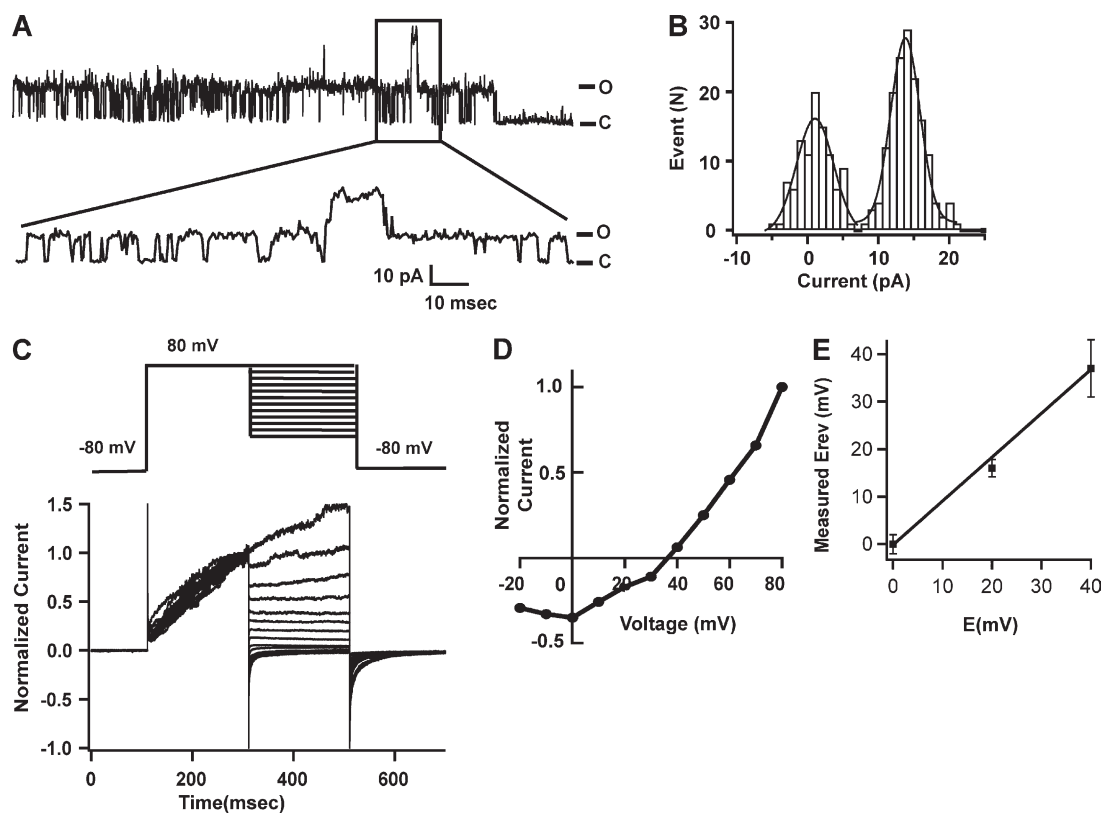 A
O
C
O
C
10 pA
10 msec
B
Event (N)
30
20
10
0
-10 0 10 20
Current (pA)
C
80 mV
-80 mV
-80 mV
Normalized Current
1.5
1.0
0.5
0.0
-0.5
-1.0
0 200 400 600
Time(msec)
D
Normalized
Current
1.0
0.5
-20 0 20 40 60 80
-0.5
Voltage (mV)
E
Measured Erev (mV)
40
30
20
10
0
0 10 20 30 40
E(mV)